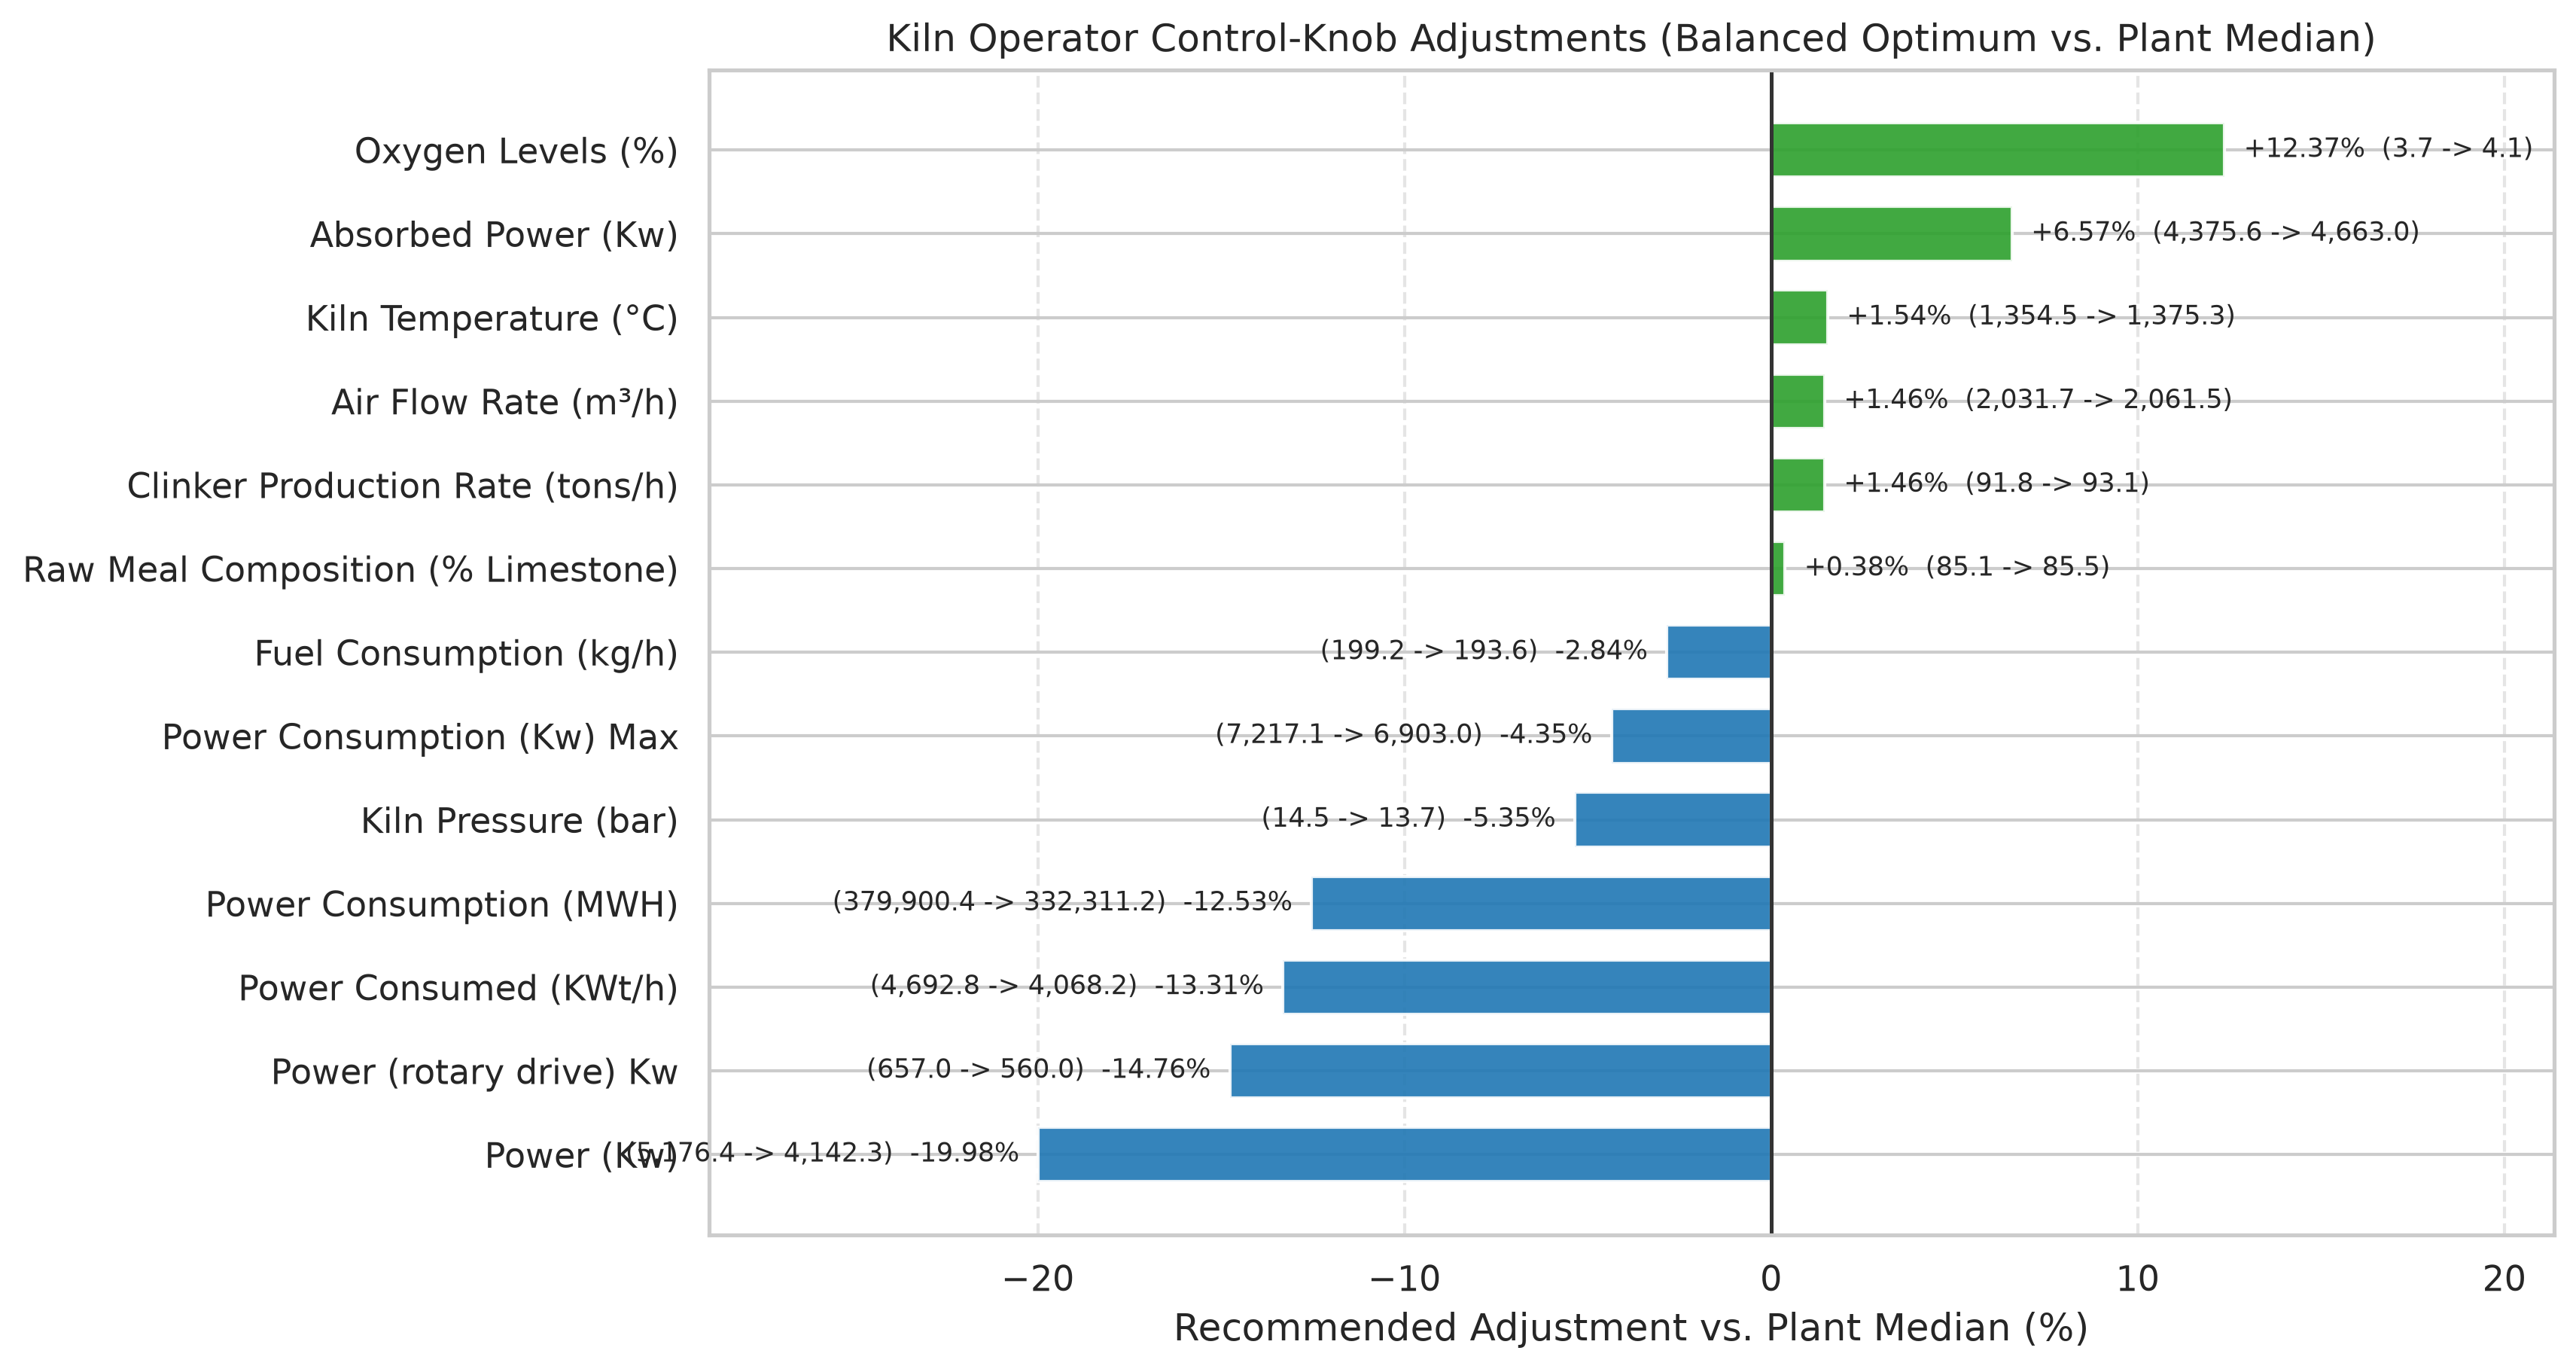 Kiln Operator Control-Knob Adjustments (Balanced Optimum vs. Plant Median)
Oxygen Levels (%) +12.37% (3.7 -> 4.1)
Absorbed Power (Kw) +6.57% (4,375.6 -> 4,663.0)
Kiln Temperature (°C) +1.54% (1,354.5 -> 1,375.3)
Air Flow Rate (m³/h) +1.46% (2,031.7 -> 2,061.5)
Clinker Production Rate (tons/h) +1.46% (91.8 -> 93.1)
Raw Meal Composition (% Limestone) +0.38% (85.1 -> 85.5)
Fuel Consumption (kg/h) (199.2 -> 193.6) -2.84%
Power Consumption (Kw) Max (7,217.1 -> 6,903.0) -4.35%
Kiln Pressure (bar) (14.5 -> 13.7) -5.35%
Power Consumption (MWH) (379,900.4 -> 332,311.2) -12.53%
Power Consumed (KWt/h) (4,692.8 -> 4,068.2) -13.31%
Power (rotary drive) Kw (657.0 -> 560.0) -14.76%
Power (Kw) (5,176.4 -> 4,142.3) -19.98%
−20 −10 0 10 20
Recommended Adjustment vs. Plant Median (%)